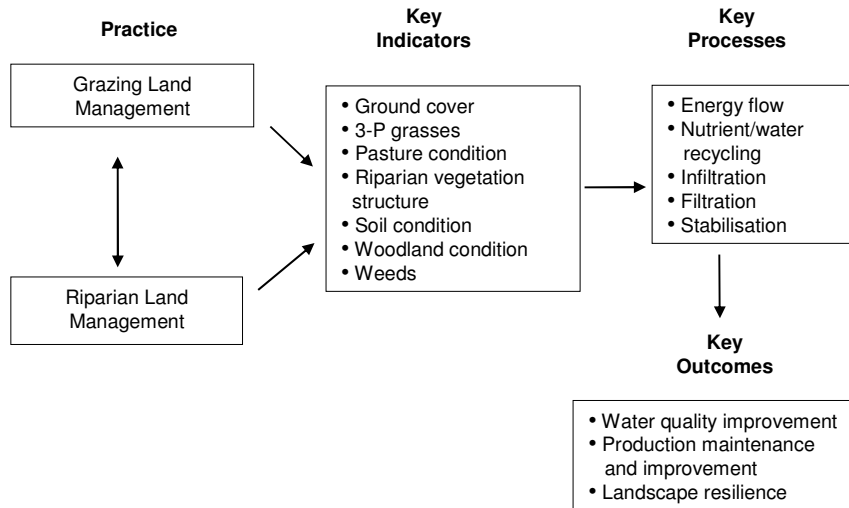 Practice
Grazing Land
Management
Riparian Land
Management
Key
Indicators
• Ground cover
• 3-P grasses
• Pasture condition
• Riparian vegetation
structure
• Soil condition
• Woodland condition
• Weeds
Key
Processes
• Energy flow
• Nutrient/water
recycling
• Infiltration
• Filtration
• Stabilisation
Key
Outcomes
• Water quality improvement
• Production maintenance
and improvement
• Landscape resilience